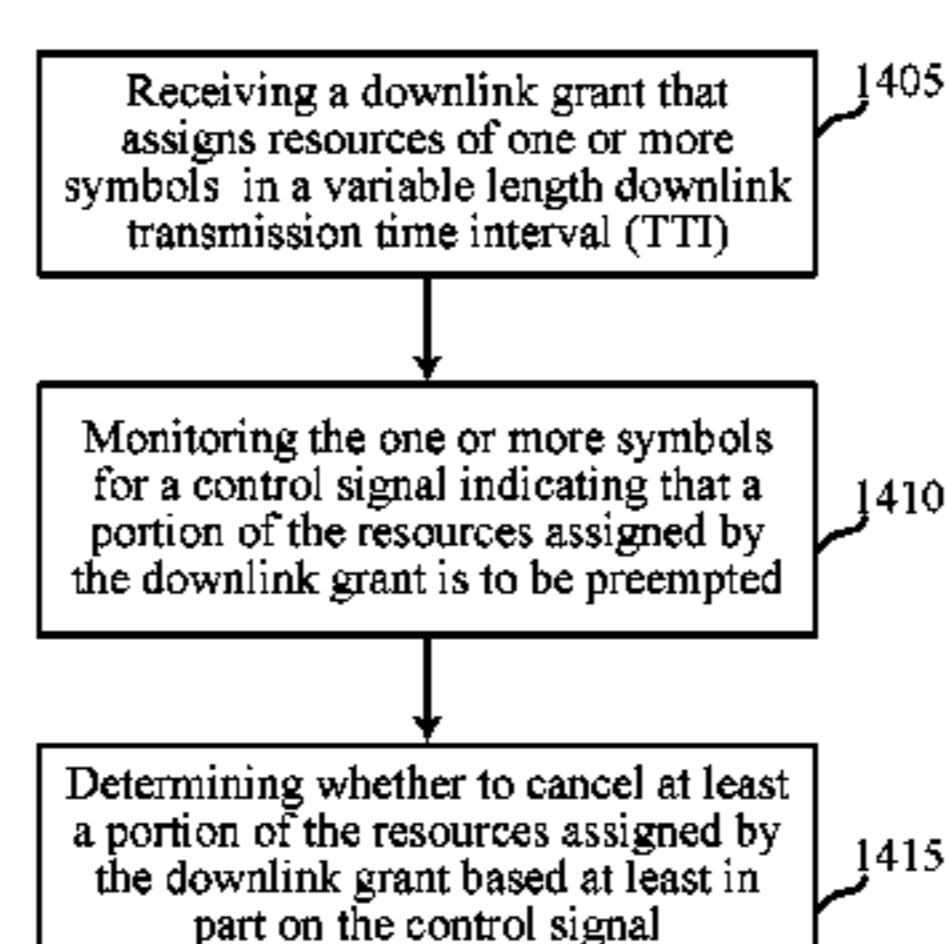 Receiving a downlink grant that
assigns resources of one or more
symbols in a variable length downlink
transmission time interval (TTI)
1405
Monitoring the one or more symbols
for a control signal indicating that a
portion of the resources assigned by
the downlink grant is to be preempted
1410
Determining whether to cancel at least
a portion of the resources assigned by
the downlink grant based at least in
part on the control signal
1415